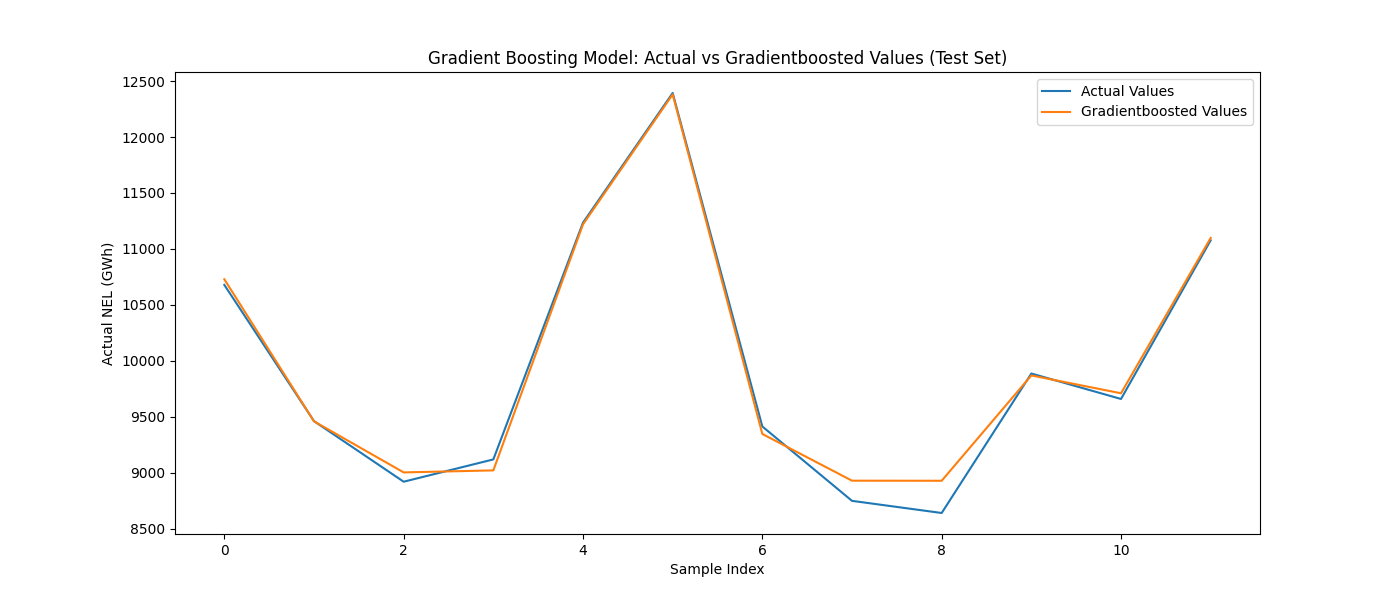 Gradient Boosting Model: Actual vs Gradientboosted Values (Test Set)
Actual Values
Gradientboosted Values
Actual NEL (GWh)
12500
12000
11500
11000
10500
10000
9500
9000
8500
0 2 4 6 8 10
Sample Index